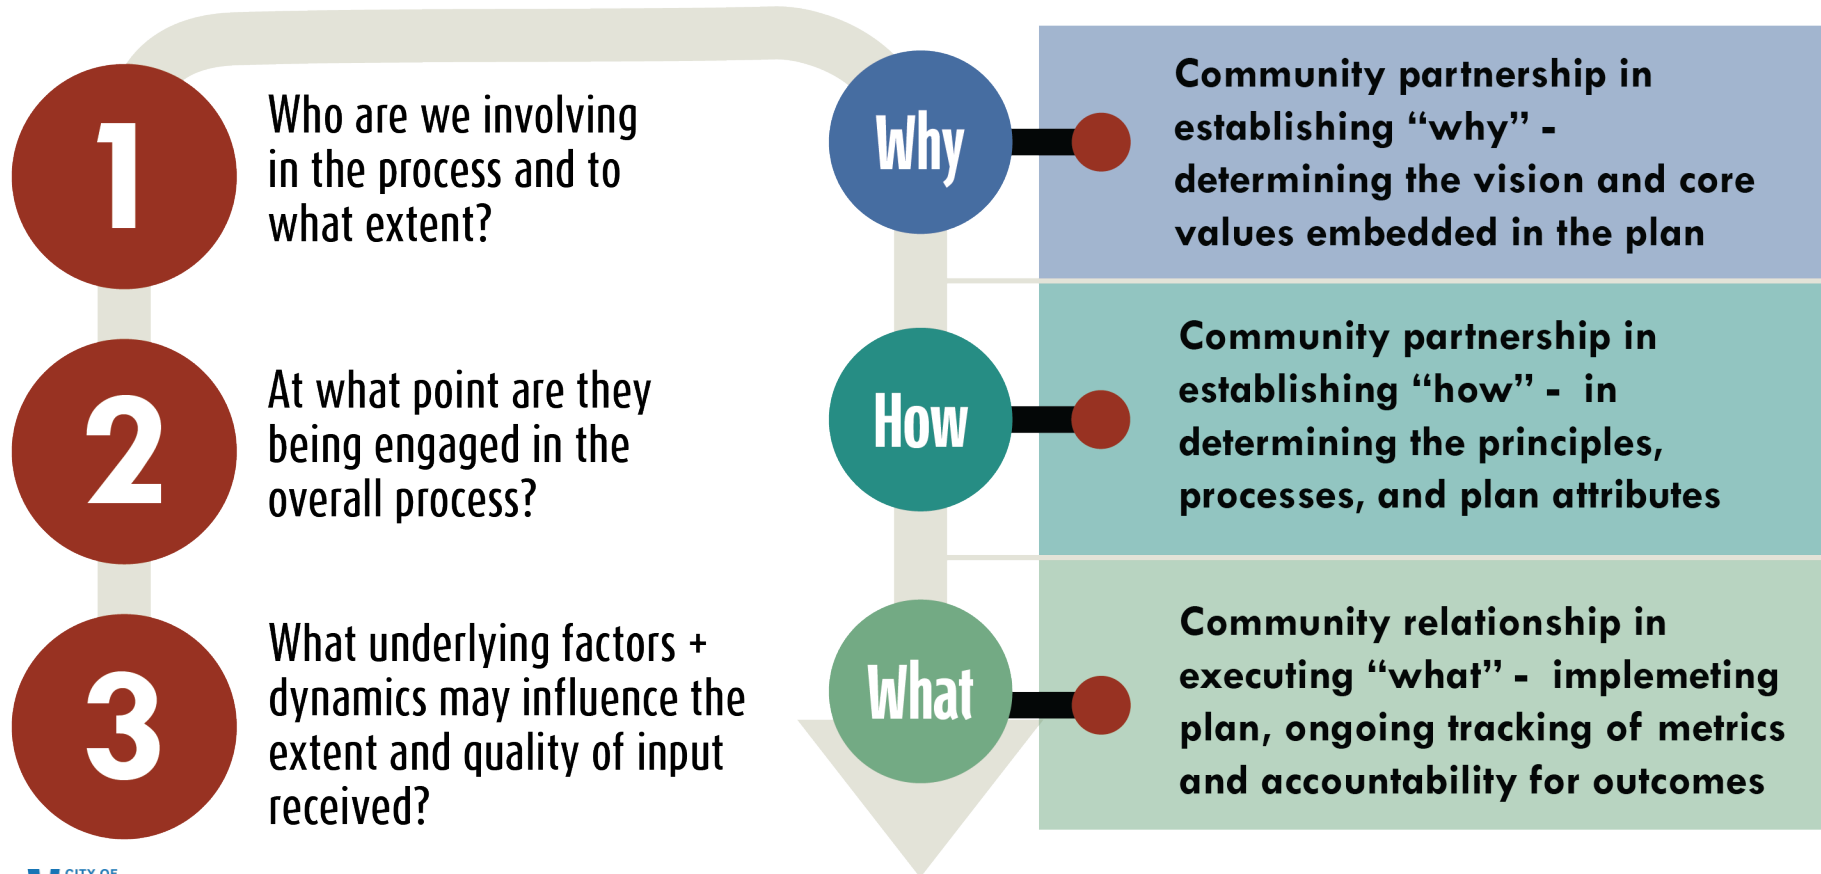 1
Who are we involving
in the process and to
what extent?
2
At what point are they
being engaged in the
overall process?
3
What underlying factors +
dynamics may influence the
extent and quality of input
received?
Why
Community partnership in
establishing “why” -
determining the vision and core
values embedded in the plan
How
Community partnership in
establishing “how” - in
determining the principles,
processes, and plan attributes
What
Community relationship in
executing “what” - implemeting
plan, ongoing tracking of metrics
and accountability for outcomes
CITY OF